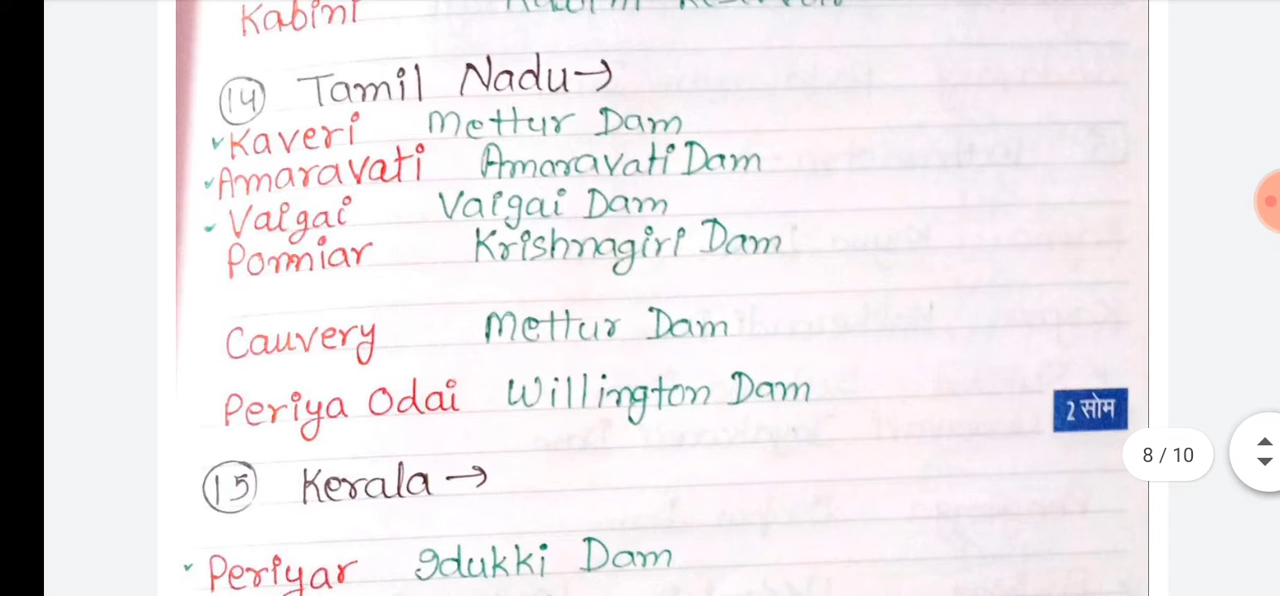 Kabini
14 Tamil Nadu→
Kaveri Mettur Dam
Amaravati Amaravati Dam
Vaigai Vaigai Dam
Ponniar Krishnagiri Dam
Cauvery Mettur Dam
Periya Odai Willington Dam
2 सोम
8 / 10
15 Kerala →
Periyar Idukki Dam